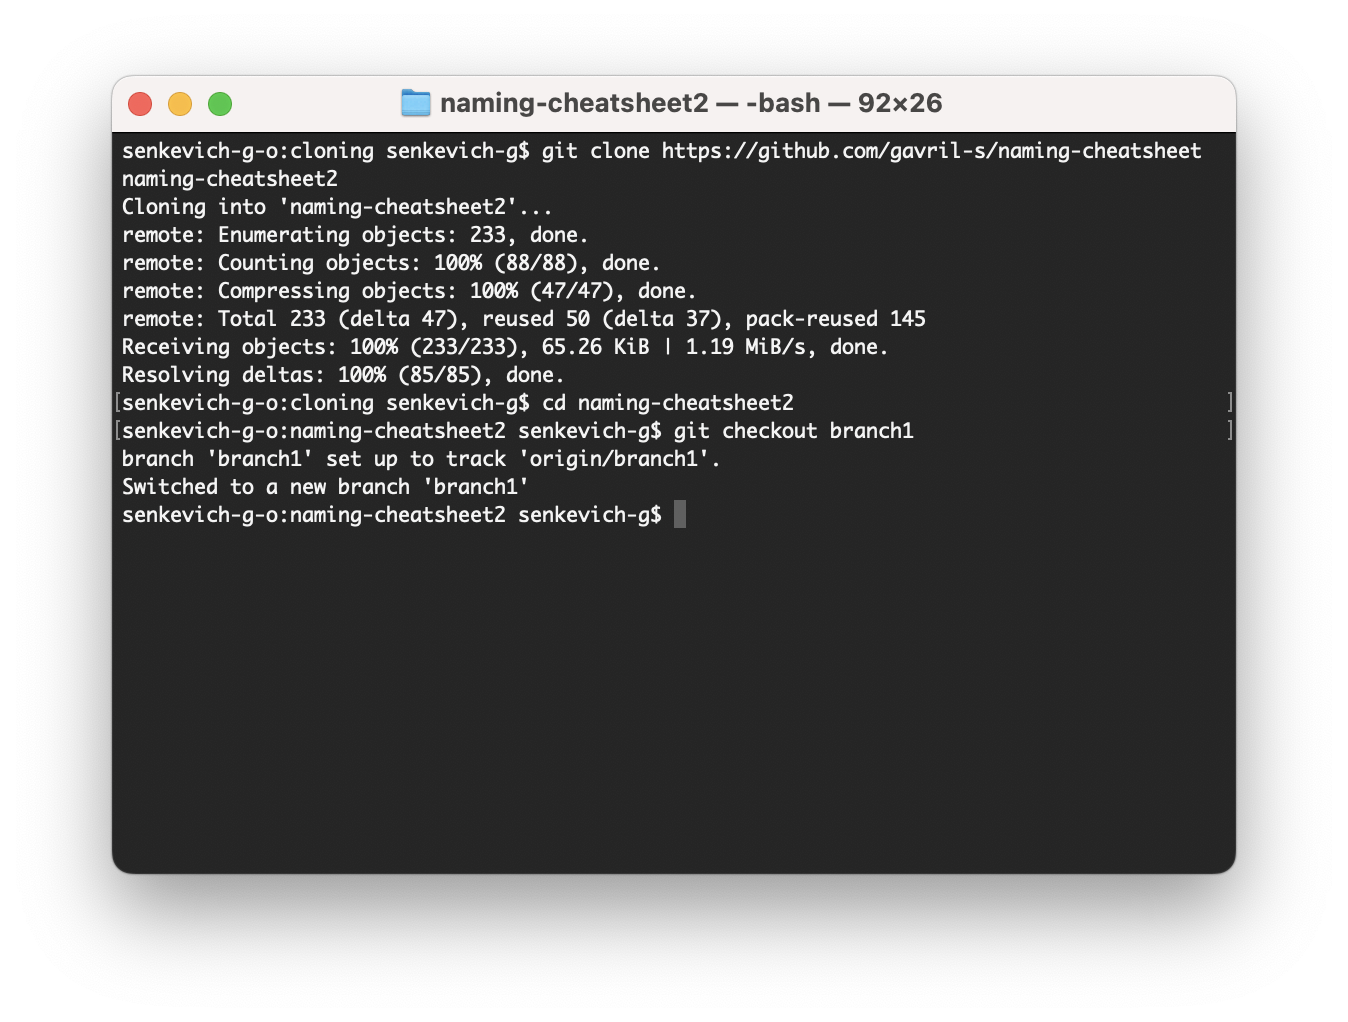 naming-cheatsheet2 — -bash — 92×26
senkevich-g-o:cloning senkevich-g$ git clone https://github.com/gavril-s/naming-cheatsheet
naming-cheatsheet2
Cloning into 'naming-cheatsheet2'...
remote: Enumerating objects: 233, done.
remote: Counting objects: 100% (88/88), done.
remote: Compressing objects: 100% (47/47), done.
remote: Total 233 (delta 47), reused 50 (delta 37), pack-reused 145
Receiving objects: 100% (233/233), 65.26 KiB | 1.19 MiB/s, done.
Resolving deltas: 100% (85/85), done.
[senkevich-g-o:cloning senkevich-g$ cd naming-cheatsheet2 ]
[senkevich-g-o:naming-cheatsheet2 senkevich-g$ git checkout branch1 ]
branch 'branch1' set up to track 'origin/branch1'.
Switched to a new branch 'branch1'
senkevich-g-o:naming-cheatsheet2 senkevich-g$